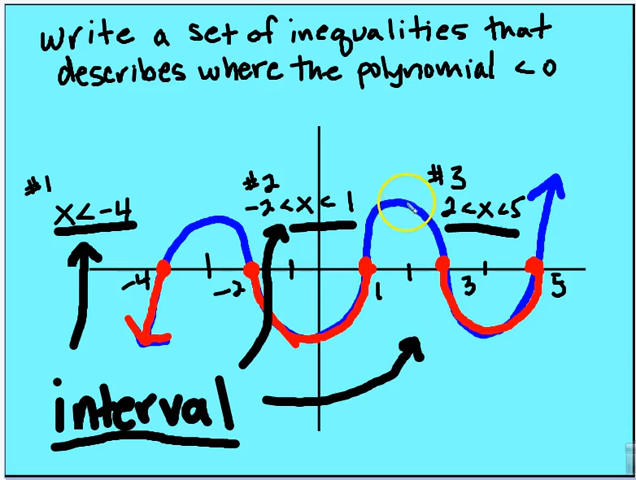 write a set of inequalities that
describes where the polynomial < 0
#1
x < -4
#2
-2 < x < 1
#3
2 < x < 5
-4
-2
1
3
5
interval